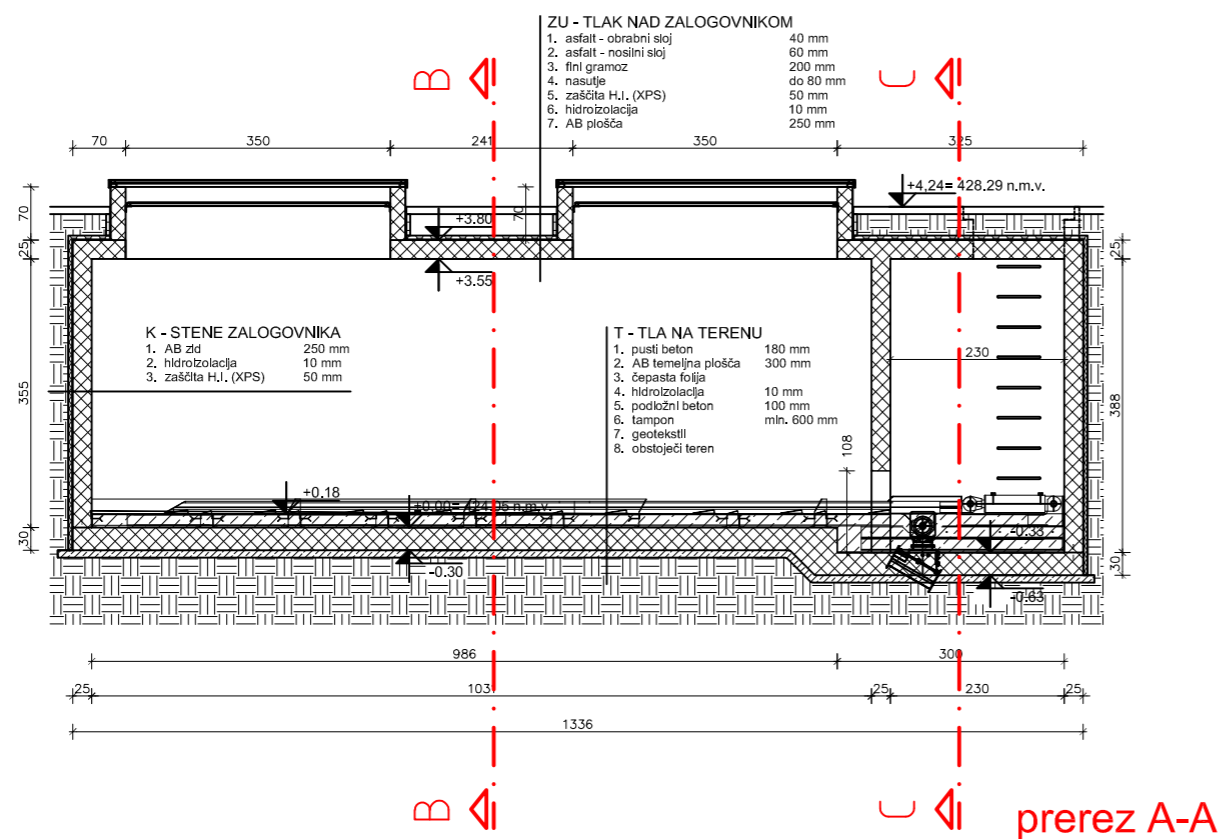 ZU - TLAK NAD ZALOGOVNIKOM
1. asfalt - obrabni sloj 40 mm
2. asfalt - nosilni sloj 60 mm
3. fini gramoz 200 mm
4. nasutje do 80 mm
5. zaščita H.I. (XPS) 50 mm
6. hidroizolacija 10 mm
7. AB plošča 250 mm
B
C
70 350 241 350 325
+4,24= 428.29 n.m.v.
70
70
+3.80
25
25
+3.55
K - STENE ZALOGOVNIKA
1. AB zid 250 mm
2. hidroizolacija 10 mm
3. zaščita H.I. (XPS) 50 mm
T - TLA NA TERENU
1. pusti beton 180 mm
2. AB temeljna plošča 300 mm
3. čepasta folija
4. hidroizolacija 10 mm
5. podložni beton 100 mm
6. tampon min. 600 mm
7. geotekstil
8. obstoječi teren
230
355
388
108
+0.18
+0.00= 424.05 n.m.v.
-0.33
30
-0.30
30
-0.63
986 300
25 1031 25 230 25
1336
B
C
prerez A-A